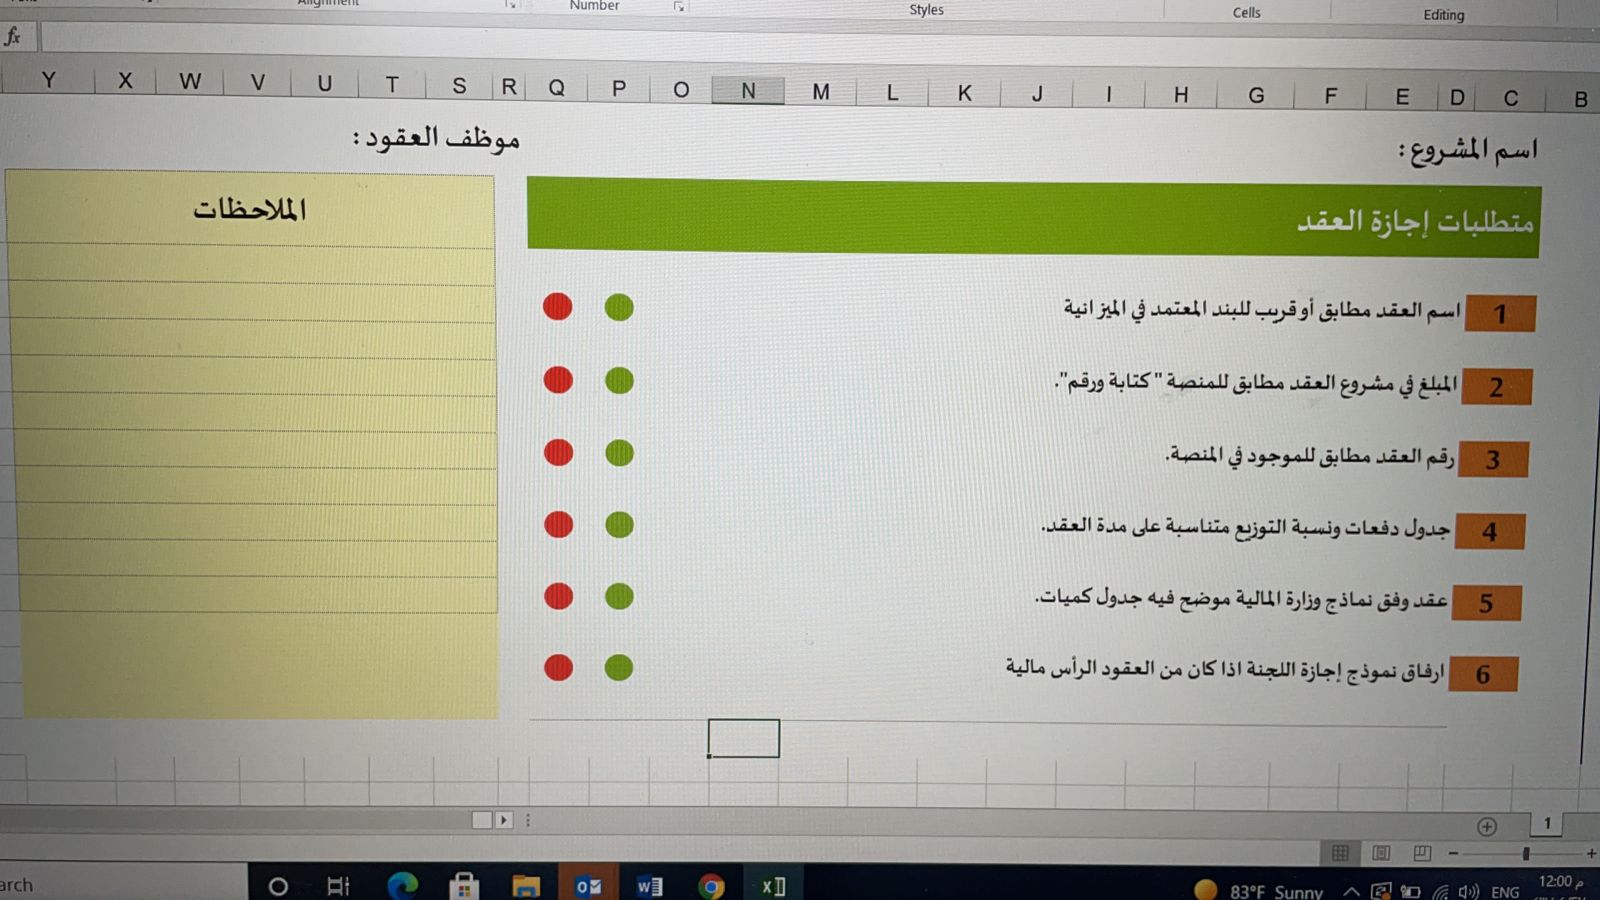 Alignment
Number
Styles
Cells
Editing
fx
Y X W V U T S R Q P O N M L K J I H G F E D C B
اسم المشروع:
موظف العقود:
متطلبات إجازة العقد
الملاحظات
1 اسم العقد مطابق أو قريب للبند المعتمد في الميزانية
2 المبلغ في مشروع العقد مطابق للمنصة "كتابة ورقم".
3 رقم العقد مطابق للموجود في المنصة.
4 جدول دفعات ونسبة التوزيع متناسبة على مدة العقد.
5 عقد وفق نماذج وزارة المالية موضح فيه جدول كميات.
6 ارفاق نموذج إجازة اللجنة اذا كان من العقود الرأس مالية
1
arch
83°F Sunny
ENG
12:00 م